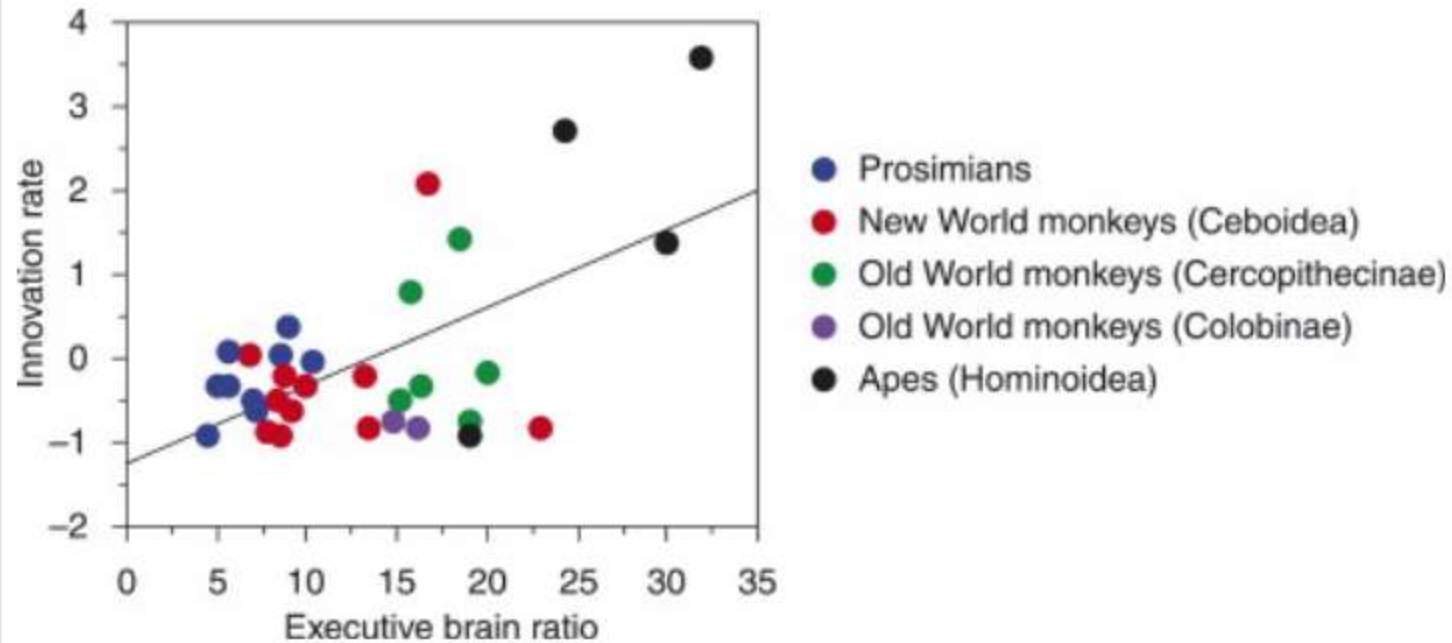 4
3
2
1
0
–1
–2
Innovation rate
0 5 10 15 20 25 30 35
Executive brain ratio
Prosimians
New World monkeys (Ceboidea)
Old World monkeys (Cercopithecinae)
Old World monkeys (Colobinae)
Apes (Hominoidea)